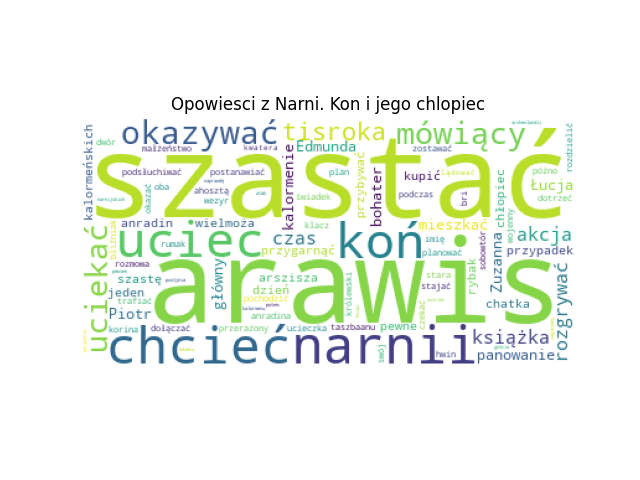 Opowiesci z Narni. Kon i jego chlopiec
okazywać
tisroka
mówiący
kalormeńskich
dwór
małżeństwo
kwatera
Edmunda
zostawać
rozdzielić
szastać
podsłuchiwać
postanawiać
plan
kupić
lądować
późno
Łucja
okazać
oba
ahosztą
wezyr
świadek
przybywać
bohater
podczas
bri
chłopiec
dotrzeć
kalormenie
anradin
wielmoża
klacz
mieszkać
wojenny
akcja
uciekać
bliźniak
uciec
rumak
czas
przygarnąć
koń
imię
planować
sobowtór
Zuzanna
przypadek
rozmowa
arawis
szastę
arszisza
stara
stajać
rybak
jeden
główny
dzień
królewski
trafiać
pochodzić
chatka
rozgrywać
Piotr
anradina
czekać
korina
dołączać
przerażony
ucieczka
taszbaanu
pewne
książka
chcieć
narnii
swój
hwin
panowanie